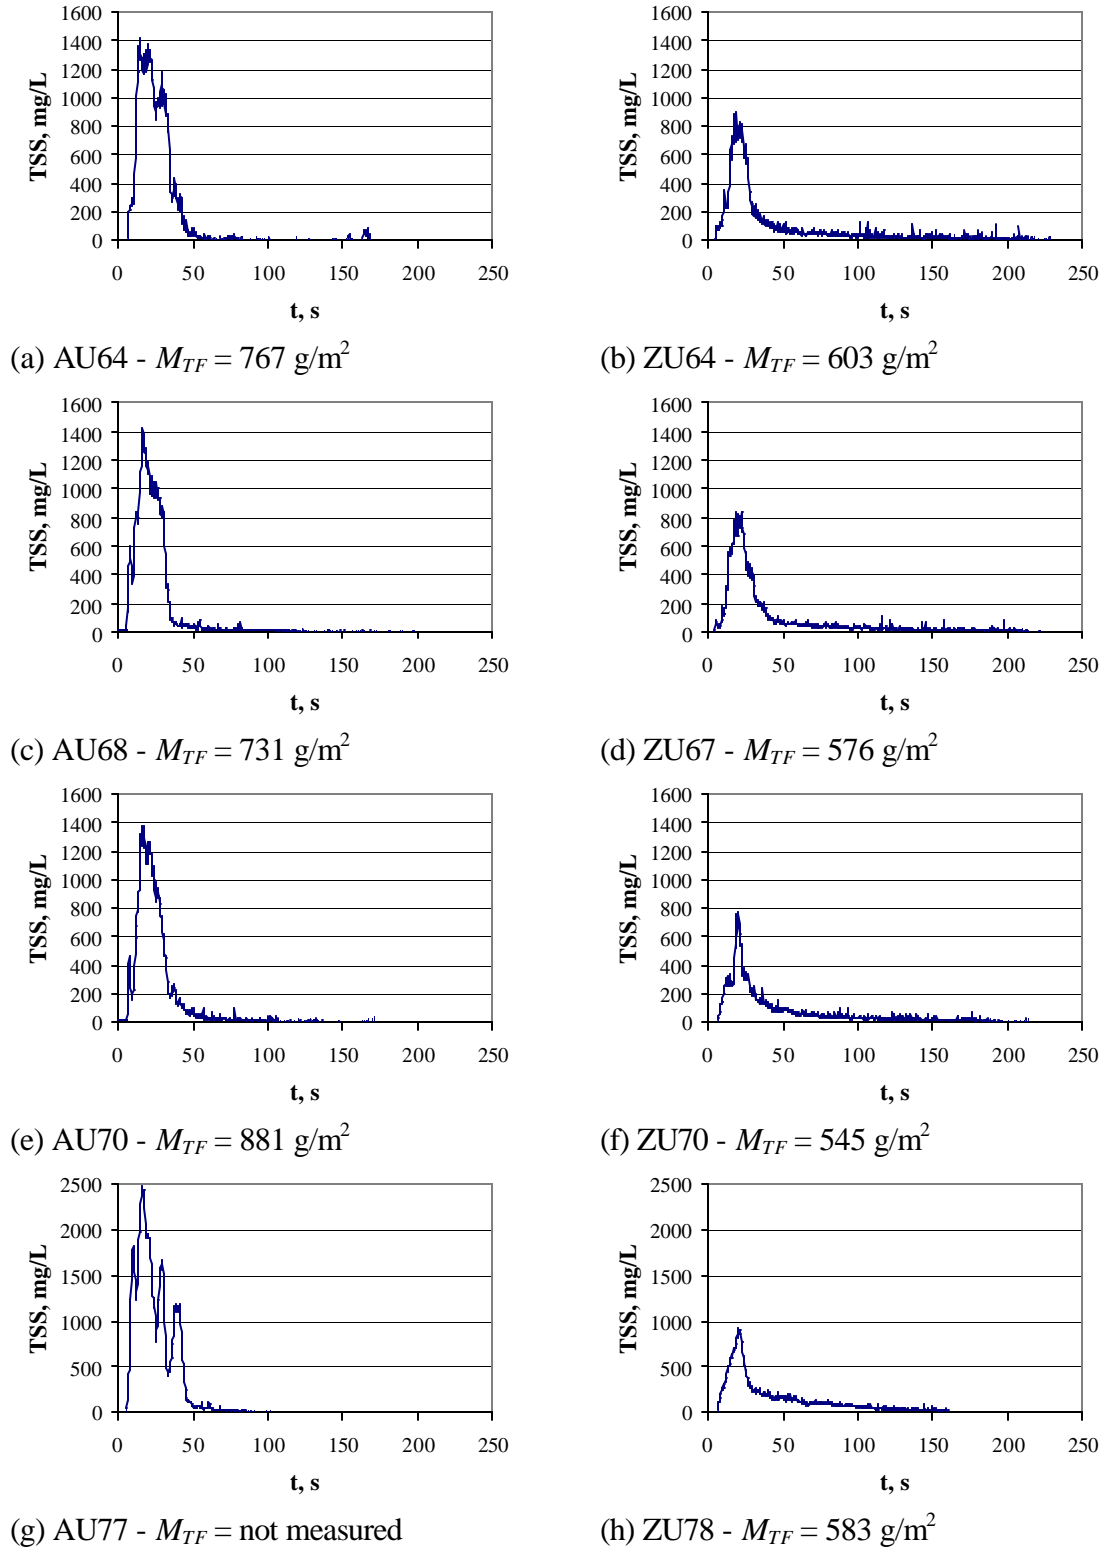 1600
1400
1200
1000
800
600
400
200
0
TSS, mg/L
0 50 100 150 200 250
t, s
(a) AU64 - M_TF = 767 g/m²
1600
1400
1200
1000
800
600
400
200
0
TSS, mg/L
0 50 100 150 200 250
t, s
(b) ZU64 - M_TF = 603 g/m²
1600
1400
1200
1000
800
600
400
200
0
TSS, mg/L
0 50 100 150 200 250
t, s
(c) AU68 - M_TF = 731 g/m²
1600
1400
1200
1000
800
600
400
200
0
TSS, mg/L
0 50 100 150 200 250
t, s
(d) ZU67 - M_TF = 576 g/m²
1600
1400
1200
1000
800
600
400
200
0
TSS, mg/L
0 50 100 150 200 250
t, s
(e) AU70 - M_TF = 881 g/m²
1600
1400
1200
1000
800
600
400
200
0
TSS, mg/L
0 50 100 150 200 250
t, s
(f) ZU70 - M_TF = 545 g/m²
2500
2000
1500
1000
500
0
TSS, mg/L
0 50 100 150 200 250
t, s
(g) AU77 - M_TF = not measured
2500
2000
1500
1000
500
0
TSS, mg/L
0 50 100 150 200 250
t, s
(h) ZU78 - M_TF = 583 g/m²